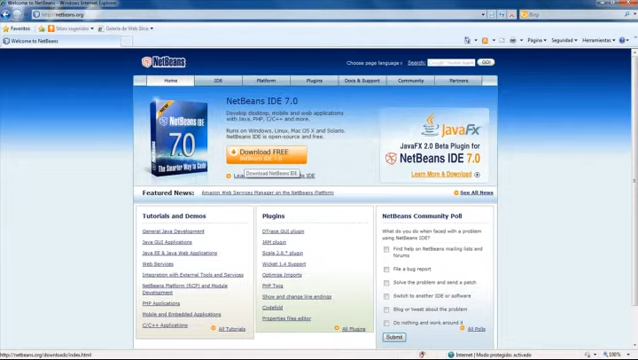 Welcome to NetBeans - Windows Internet Explorer
http://netbeans.org
Bing
Favoritos
Sitios sugeridos
Galería de Web Slice
Welcome to NetBeans
Página
Seguridad
Herramientas
NetBeans
Choose page language
Search:
GO!
Home
IDE
Platform
Plugins
Docs & Support
Community
Partners
NEW
NetBeans IDE
7.0
The Smarter Way to Code
NetBeans IDE 7.0
Develop desktop, mobile and web applications
with Java, PHP, C/C++ and more.
Runs on Windows, Linux, Mac OS X and Solaris.
NetBeans IDE is open-source and free.
Download FREE
NetBeans IDE 7.0
Download NetBeans IDE
JavaFX
JavaFX 2.0 Beta Plugin for
NetBeans IDE 7.0
Learn More & Download
Featured News:
Amazon Web Services Manager on the NetBeans Platform
See All News
Tutorials and Demos
General Java Development
Java GUI Applications
Java EE & Java Web Applications
Web Services
Integration with External Tools and Services
NetBeans Platform (RCP) and Module
Development
PHP Applications
Mobile and Embedded Applications
C/C++ Applications
All Tutorials
Plugins
DTrace GUI plugin
JAM plugin
Scala 2.8.* plugin
Wicket 1.4 Support
Optimize Imports
PHP Twig
Show and change line endings
Codefold
Properties files editor
All Plugins
NetBeans Community Poll
What do you do when faced with a problem
using NetBeans IDE?
Find help on NetBeans mailing lists and
forums
File a bug report
Solve the problem and send a patch
Switch to another IDE or software
Blog or tweet about the problem
Do nothing and work around it
All Polls
Submit
http://netbeans.org/downloads/index.html
Internet | Modo protegido: activado
100%